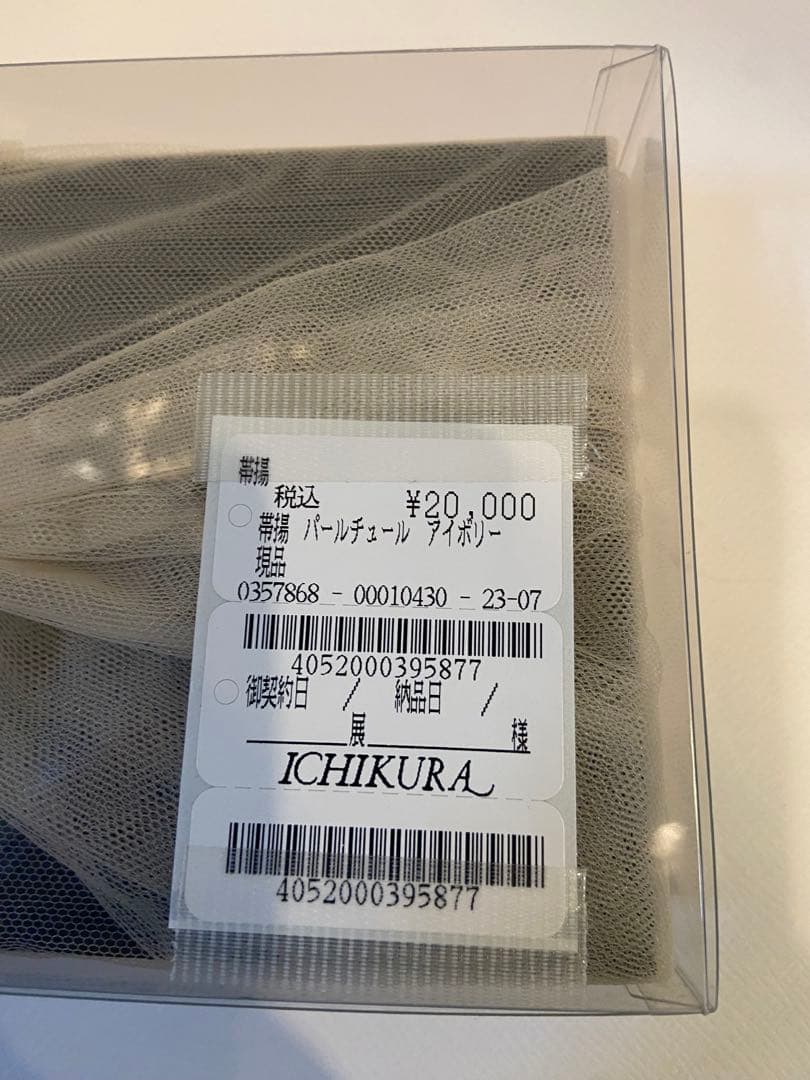 帯揚
税込 ¥20,000
帯揚 パールチュール アイボリー
現品
0357868 - 00010430 - 23-07
4052000395877
御契約日 / 納品日 /
展 様
ICHIKURA
4052000395877